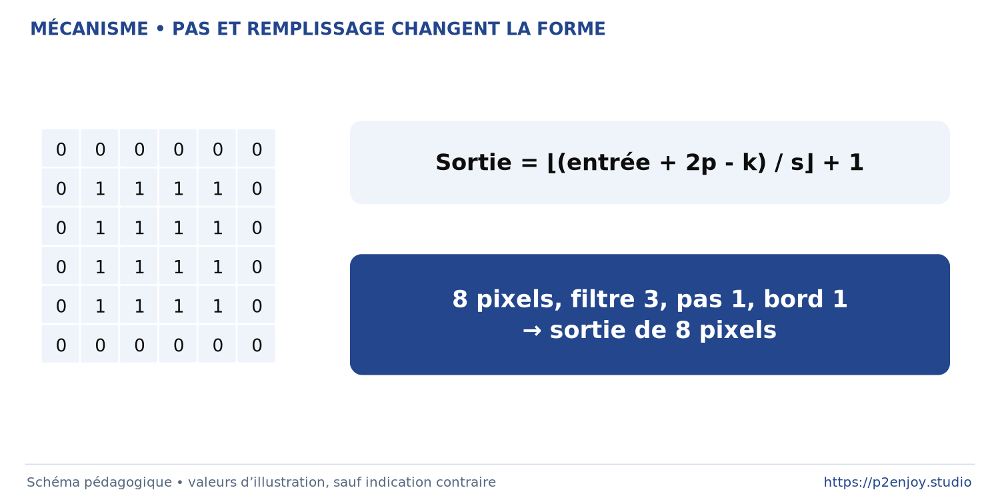 MÉCANISME • PAS ET REMPLISSAGE CHANGENT LA FORME
0 0 0 0 0 0
0 1 1 1 1 0
0 1 1 1 1 0
0 1 1 1 1 0
0 1 1 1 1 0
0 0 0 0 0 0
Sortie = ⌊(entrée + 2p - k) / s⌋ + 1
8 pixels, filtre 3, pas 1, bord 1
→ sortie de 8 pixels
Schéma pédagogique • valeurs d’illustration, sauf indication contraire
https://p2enjoy.studio